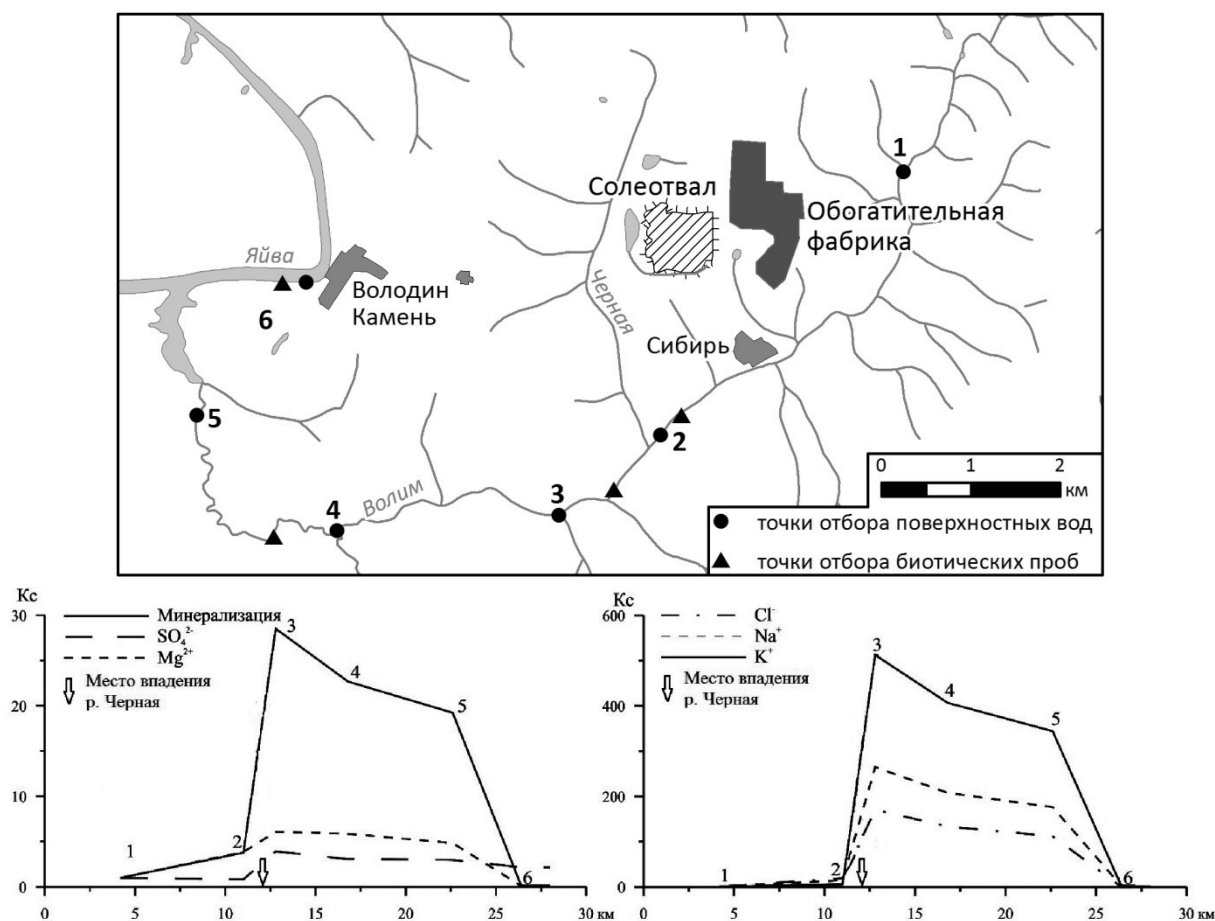 1
Солеотвал
Обогатительная
фабрика
Яйва
Володин
Камень
6
Черная
Сибирь
5
2
0 1 2
км
Волим
3
4
точки отбора поверхностных вод
точки отбора биотических проб
Кс
30
20
10
0
Минерализация
SO₄²⁻
Mg²⁺
Место впадения
р. Черная
1
2
3
4
5
6
0 5 10 15 20 25 30 км
Кс
600
400
200
0
Cl⁻
Na⁺
K⁺
Место впадения
р. Черная
1
2
3
4
5
6
0 5 10 15 20 25 30 км